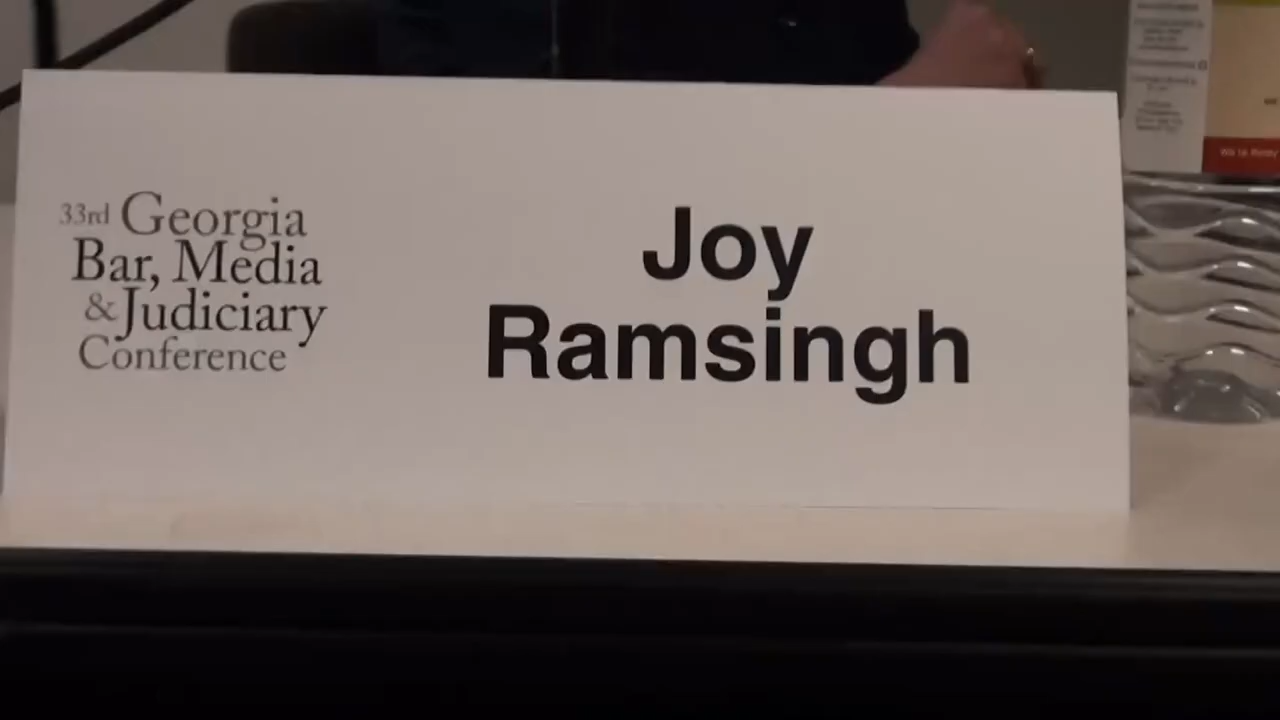 33rd Georgia
Bar, Media
& Judiciary
Conference
Joy
Ramsingh